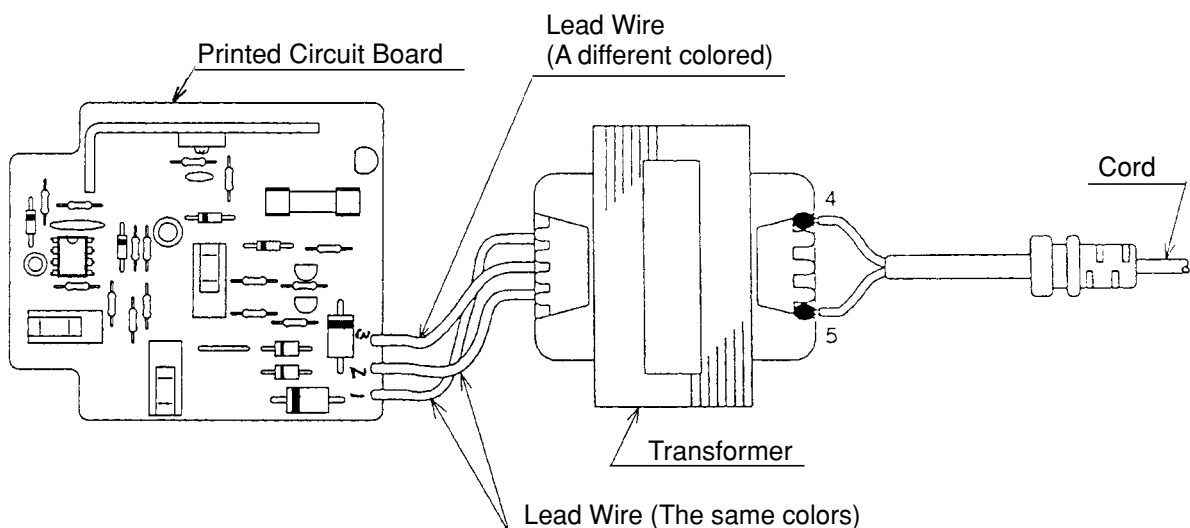 Lead Wire
(A different colored)
Printed Circuit Board
Cord
4
3
2
1
5
Transformer
Lead Wire (The same colors)